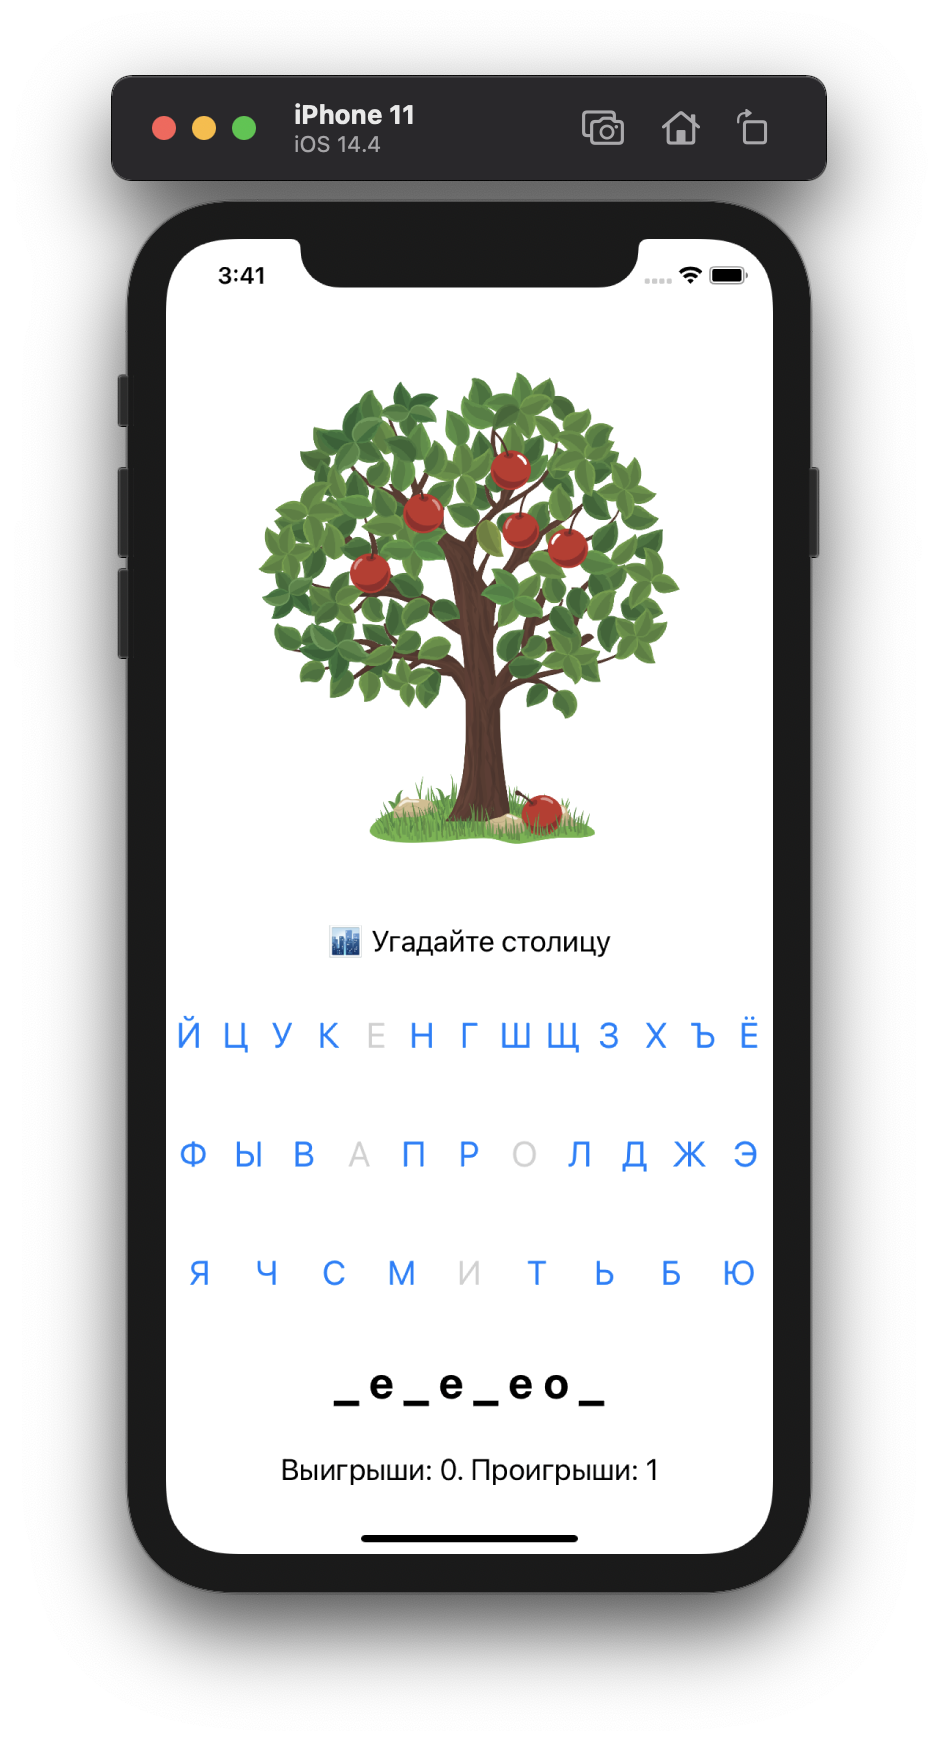 iPhone 11
iOS 14.4
3:41
Угадайте столицу
Й Ц У К Е Н Г Ш Щ З Х Ъ Ё
Ф Ы В А П Р О Л Д Ж Э
Я Ч С М И Т Ь Б Ю
_ е _ е _ е о _
Выигрыши: 0. Проигрыши: 1